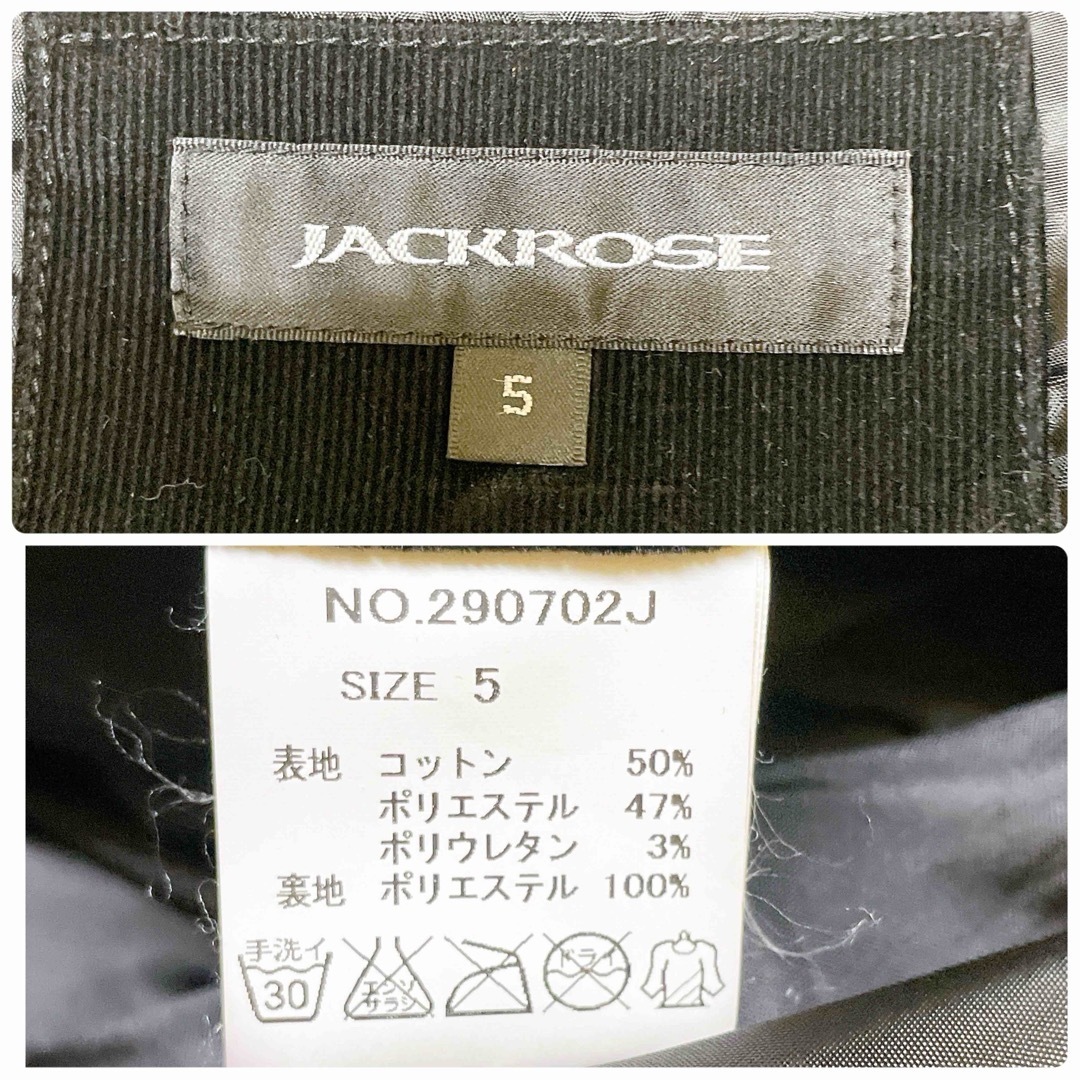 JACKROSE
5
NO.290702J
SIZE 5
表地 コットン 50%
ポリエステル 47%
ポリウレタン 3%
裏地 ポリエステル 100%
手洗イ
30
エンソ
サラシ
ドライ